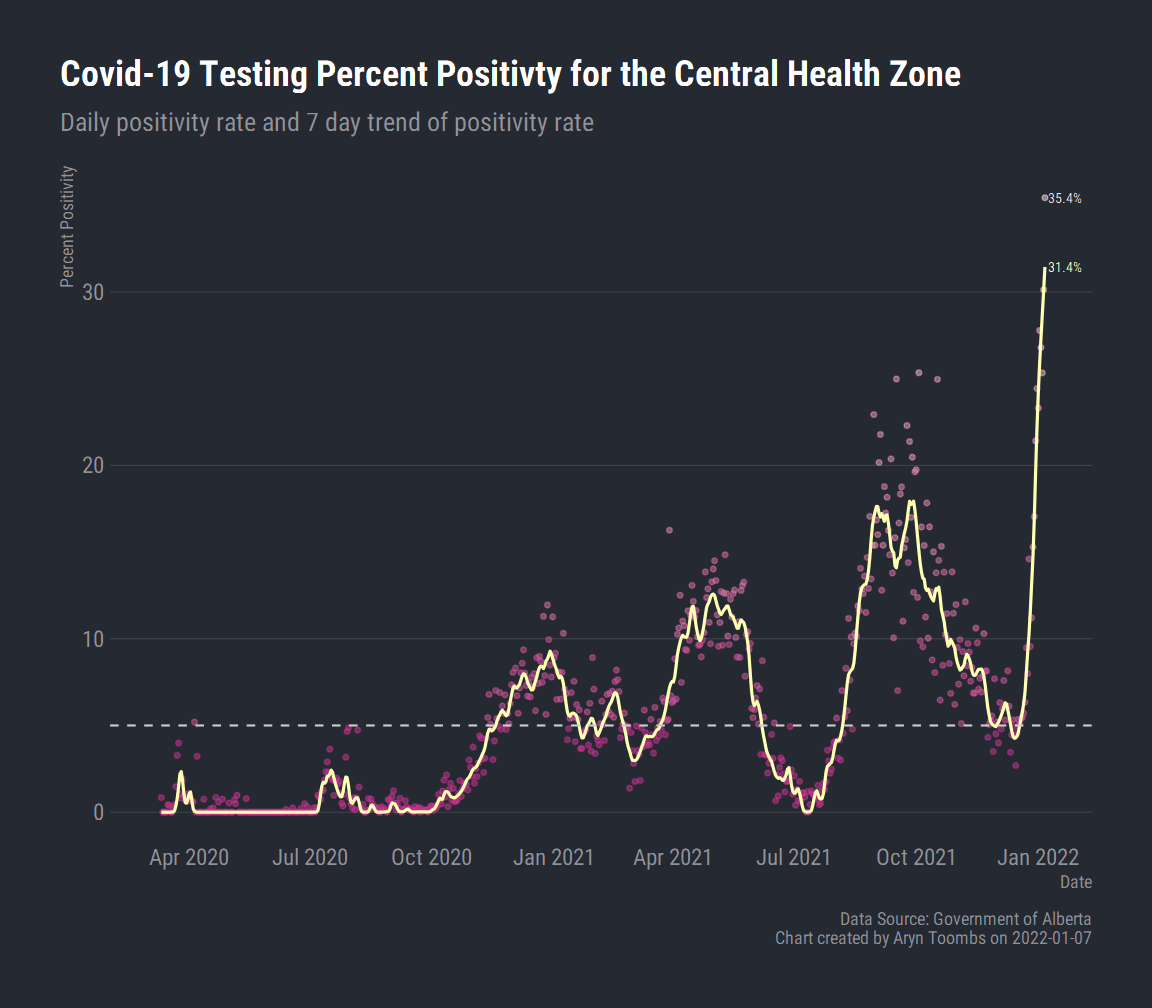 Covid-19 Testing Percent Positivty for the Central Health Zone
Daily positivity rate and 7 day trend of positivity rate
Percent Positivity
35.4%
31.4%
30
20
10
0
Apr 2020 Jul 2020 Oct 2020 Jan 2021 Apr 2021 Jul 2021 Oct 2021 Jan 2022
Date
Data Source: Government of Alberta
Chart created by Aryn Toombs on 2022-01-07